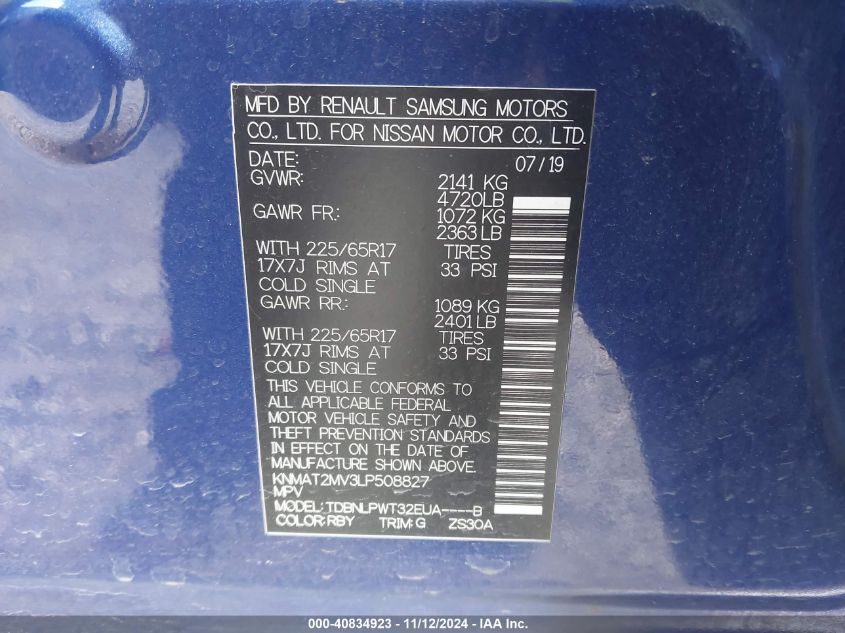 MFD BY RENAULT SAMSUNG MOTORS
CO., LTD. FOR NISSAN MOTOR CO., LTD.
DATE: 07/19
GVWR: 2141 KG
4720LB
GAWR FR.: 1072 KG
2363 LB
WITH 225/65R17 TIRES
17X7J RIMS AT 33 PSI
COLD SINGLE
GAWR RR.: 1089 KG
2401 LB
WITH 225/65R17 TIRES
17X7J RIMS AT 33 PSI
COLD SINGLE
THIS VEHICLE CONFORMS TO
ALL APPLICABLE FEDERAL
MOTOR VEHICLE SAFETY AND
THEFT PREVENTION STANDARDS
IN EFFECT ON THE DATE OF
MANUFACTURE SHOWN ABOVE.
KNMAT2MV3LP508827
MPV
MODEL: TDBNLPWT32EUA----B
COLOR: RBY TRIM: G ZS30A
000-40834923 - 11/12/2024 - IAA Inc.